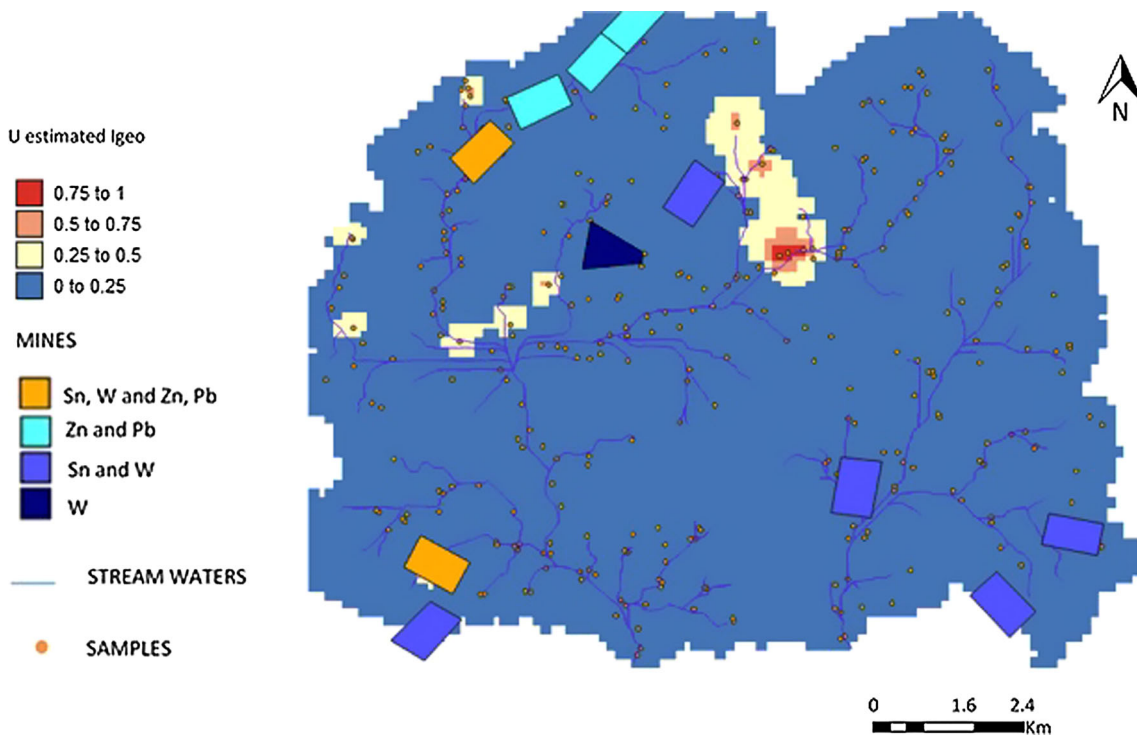 U estimated Igeo
0.75 to 1
0.5 to 0.75
0.25 to 0.5
0 to 0.25
MINES
Sn, W and Zn, Pb
Zn and Pb
Sn and W
W
STREAM WATERS
SAMPLES
N
0 1.6 2.4
Km